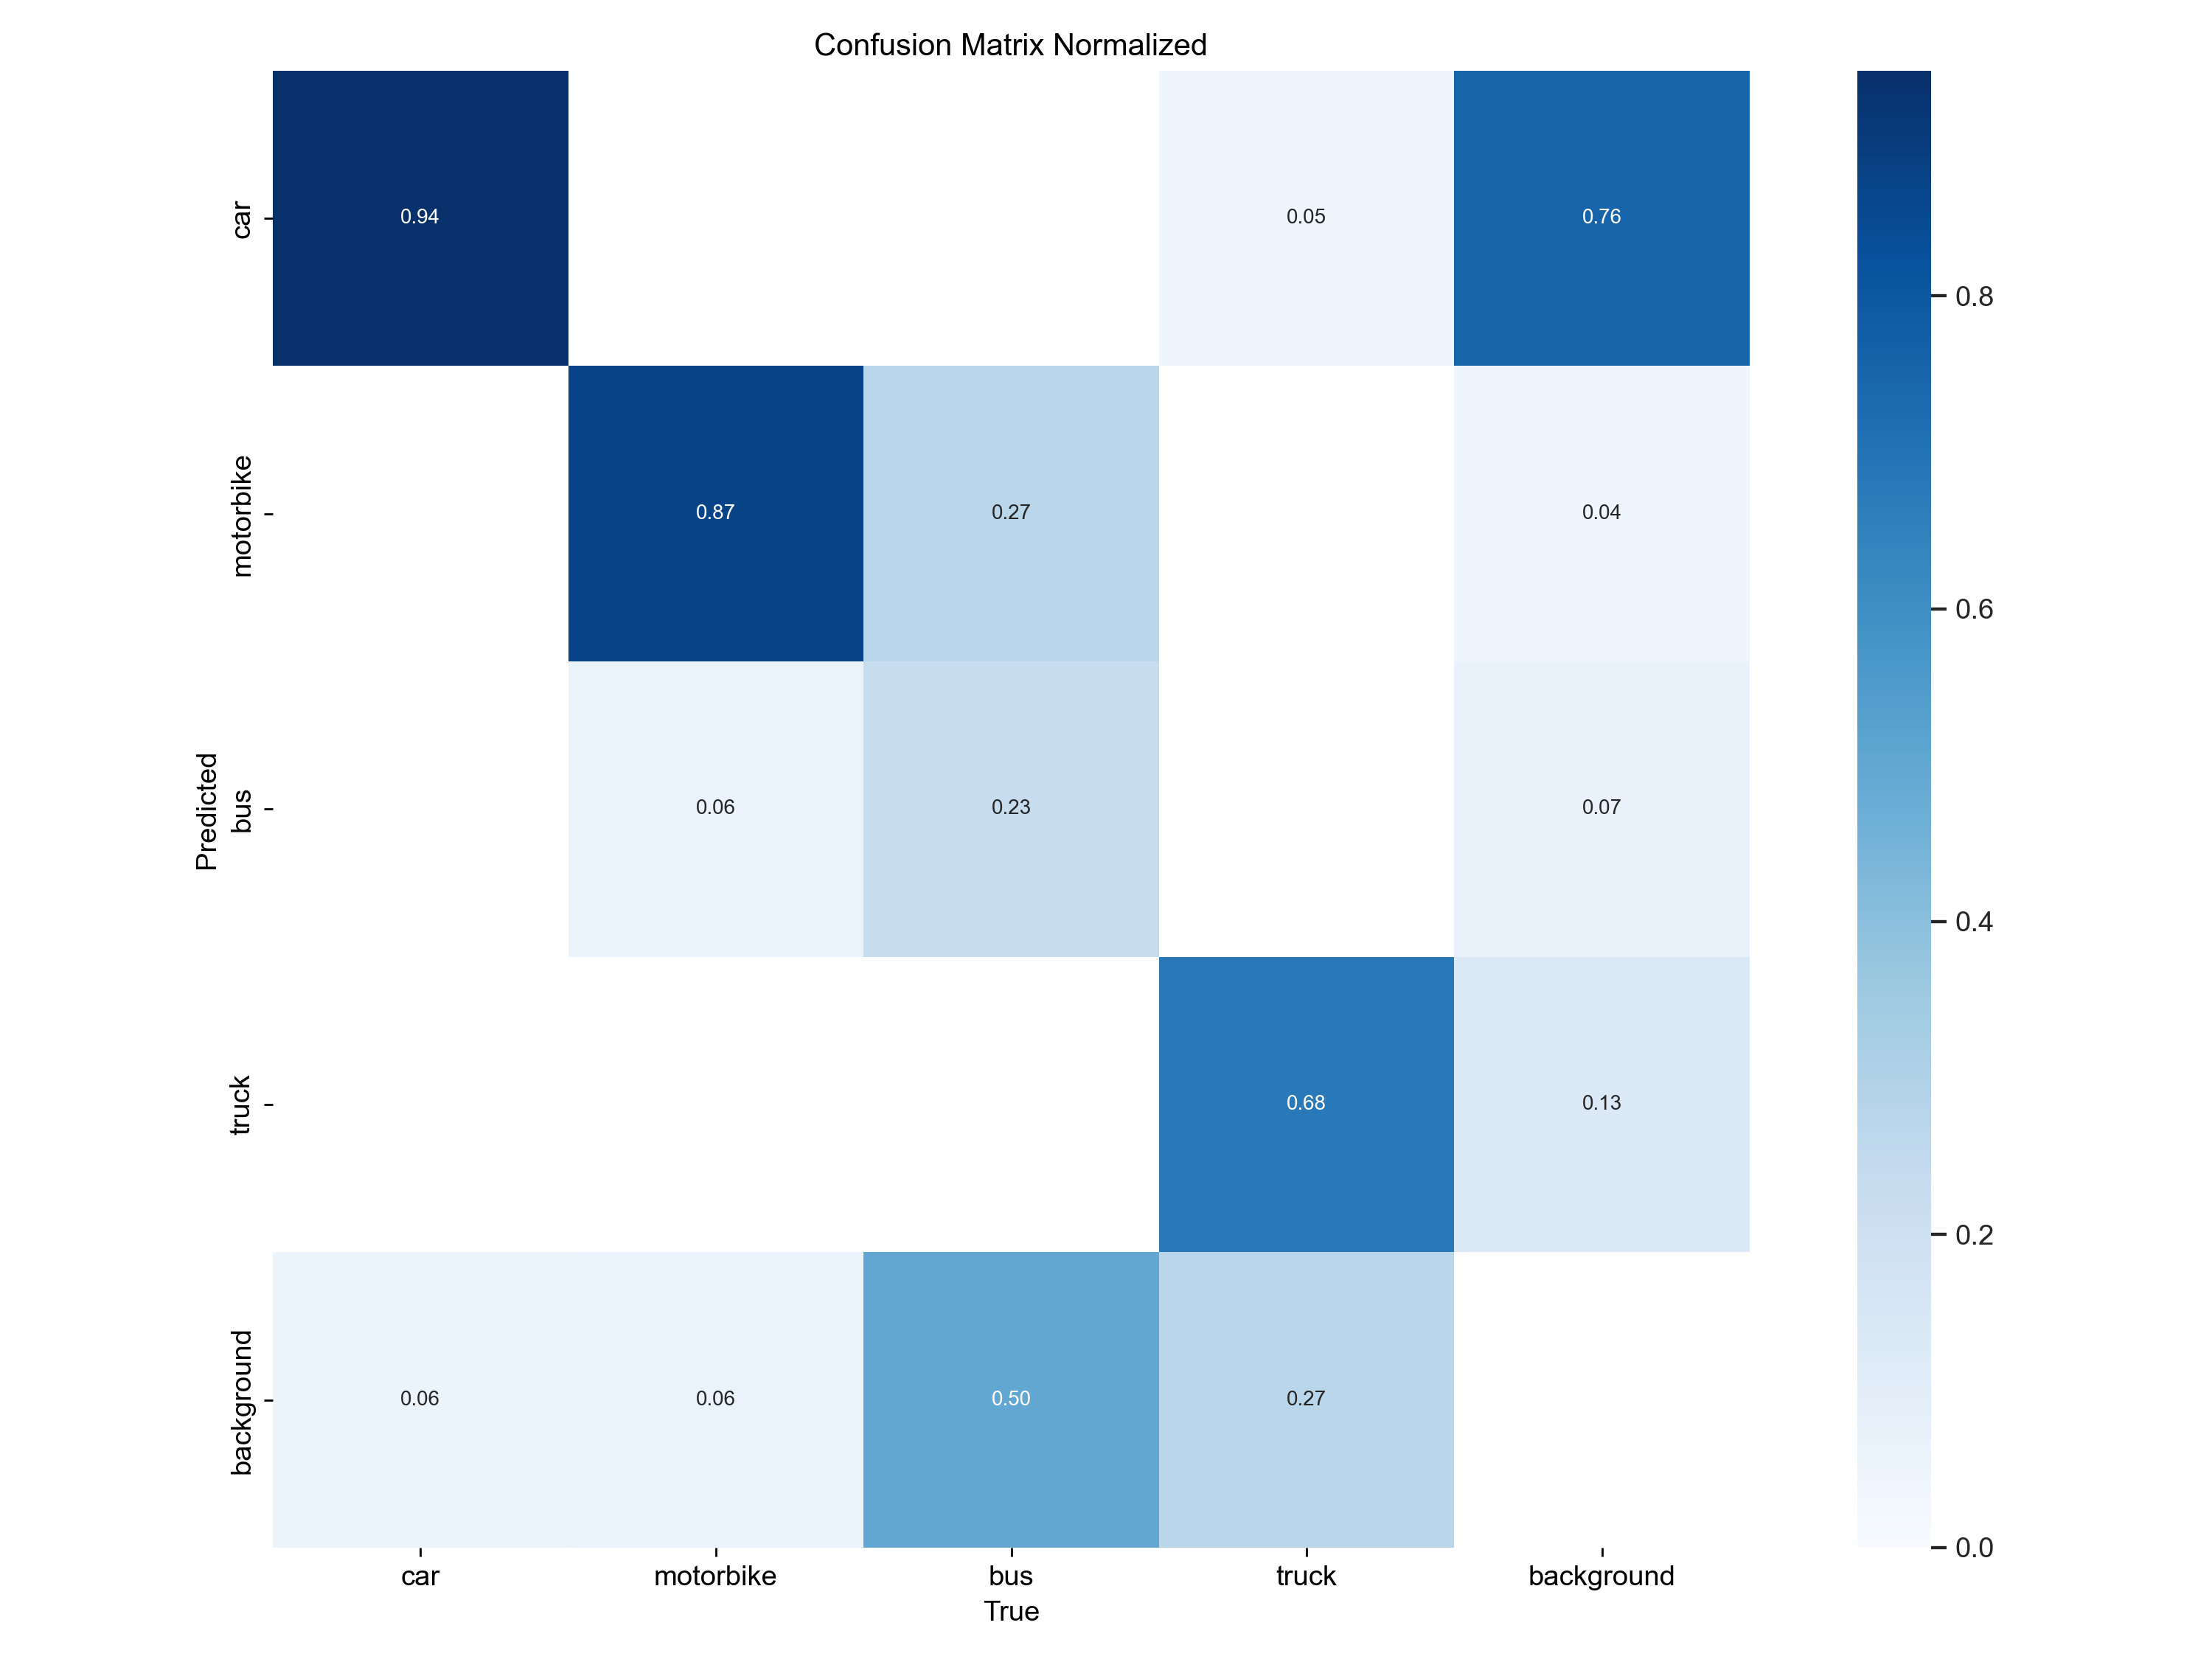 Confusion Matrix Normalized
car
0.94
0.05
0.76
0.8
motorbike
0.87
0.27
0.04
0.6
Predicted
bus
0.06
0.23
0.07
0.4
truck
0.68
0.13
0.2
background
0.06
0.06
0.50
0.27
0.0
car
motorbike
bus
truck
background
True